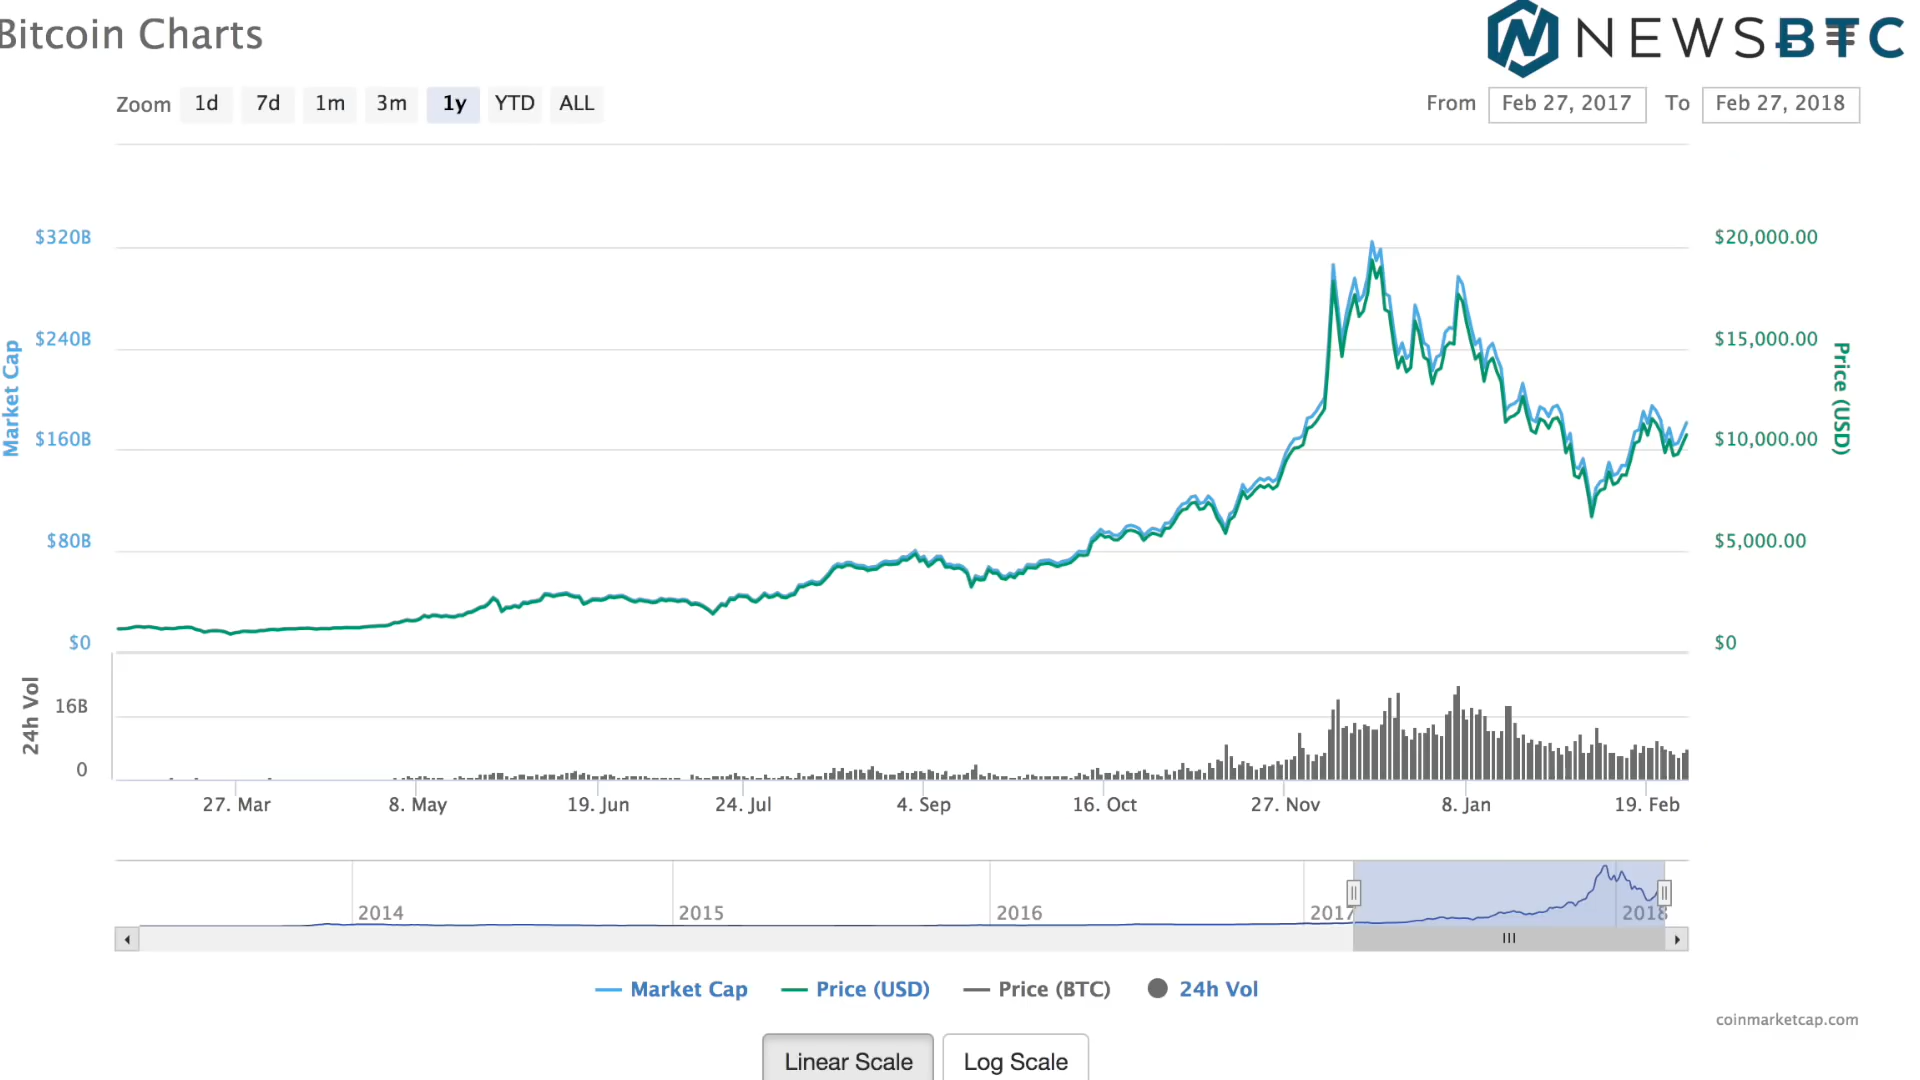 Bitcoin Charts
NEWSBTC
Zoom 1d 7d 1m 3m 1y YTD ALL
From Feb 27, 2017 To Feb 27, 2018
$320B
$240B
$160B
$80B
$0
Market Cap
$20,000.00
$15,000.00
$10,000.00
$5,000.00
$0
Price (USD)
24h Vol
16B
0
27. Mar 8. May 19. Jun 24. Jul 4. Sep 16. Oct 27. Nov 8. Jan 19. Feb
2014 2015 2016 2017 2018
Market Cap Price (USD) Price (BTC) 24h Vol
coinmarketcap.com
Linear Scale Log Scale